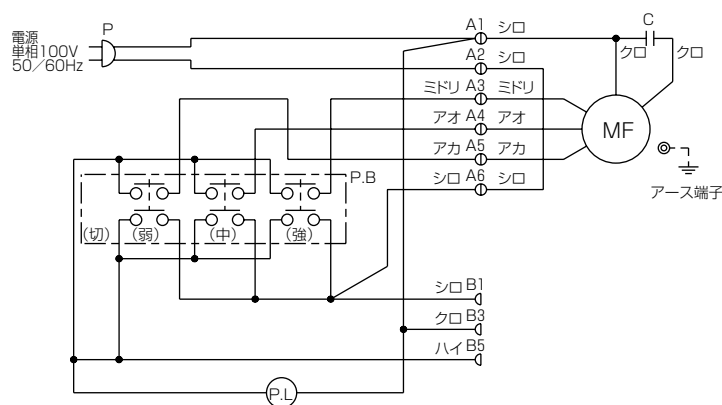 電源
単相100V
50／60Hz
P
A1 シロ
A2 シロ
ミドリ A3 ミドリ
アオ A4 アオ
アカ A5 アカ
シロ A6 シロ
C
クロ クロ
MF
アース端子
P.B
(切) (弱) (中) (強)
シロ B1
クロ B3
ハイ B5
P.L